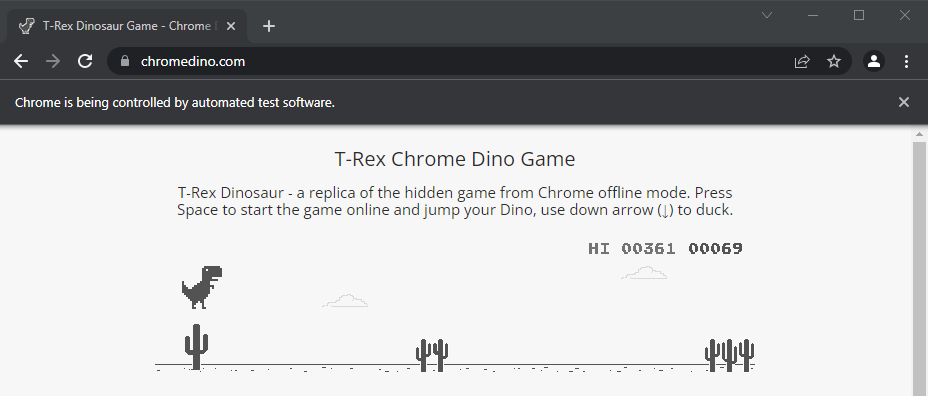 T-Rex Dinosaur Game - Chrome
chromedino.com
Chrome is being controlled by automated test software.
T-Rex Chrome Dino Game
T-Rex Dinosaur - a replica of the hidden game from Chrome offline mode. Press
Space to start the game online and jump your Dino, use down arrow (↓) to duck.
HI 00361 00069